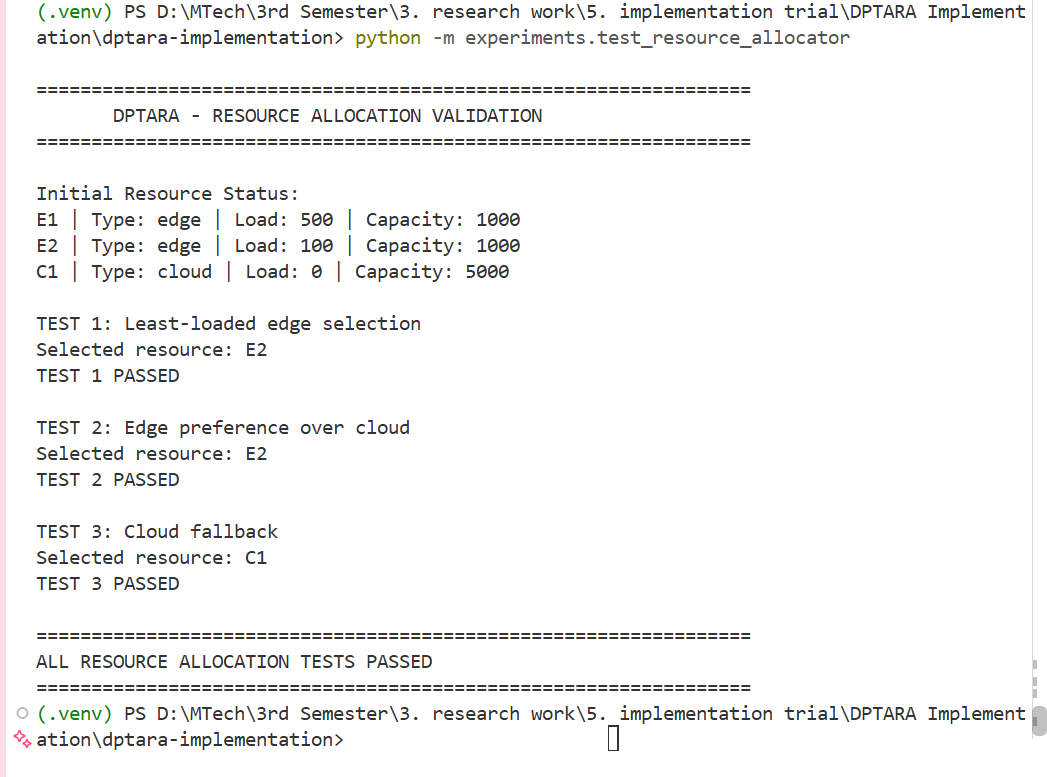 (.venv) PS D:\MTech\3rd Semester\3. research work\5. implementation trial\DPTARA Implement
ation\dptara-implementation> python -m experiments.test_resource_allocator
=================================================================
DPTARA - RESOURCE ALLOCATION VALIDATION
=================================================================
Initial Resource Status:
E1 | Type: edge | Load: 500 | Capacity: 1000
E2 | Type: edge | Load: 100 | Capacity: 1000
C1 | Type: cloud | Load: 0 | Capacity: 5000
TEST 1: Least-loaded edge selection
Selected resource: E2
TEST 1 PASSED
TEST 2: Edge preference over cloud
Selected resource: E2
TEST 2 PASSED
TEST 3: Cloud fallback
Selected resource: C1
TEST 3 PASSED
=================================================================
ALL RESOURCE ALLOCATION TESTS PASSED
=================================================================
(.venv) PS D:\MTech\3rd Semester\3. research work\5. implementation trial\DPTARA Implement
ation\dptara-implementation>